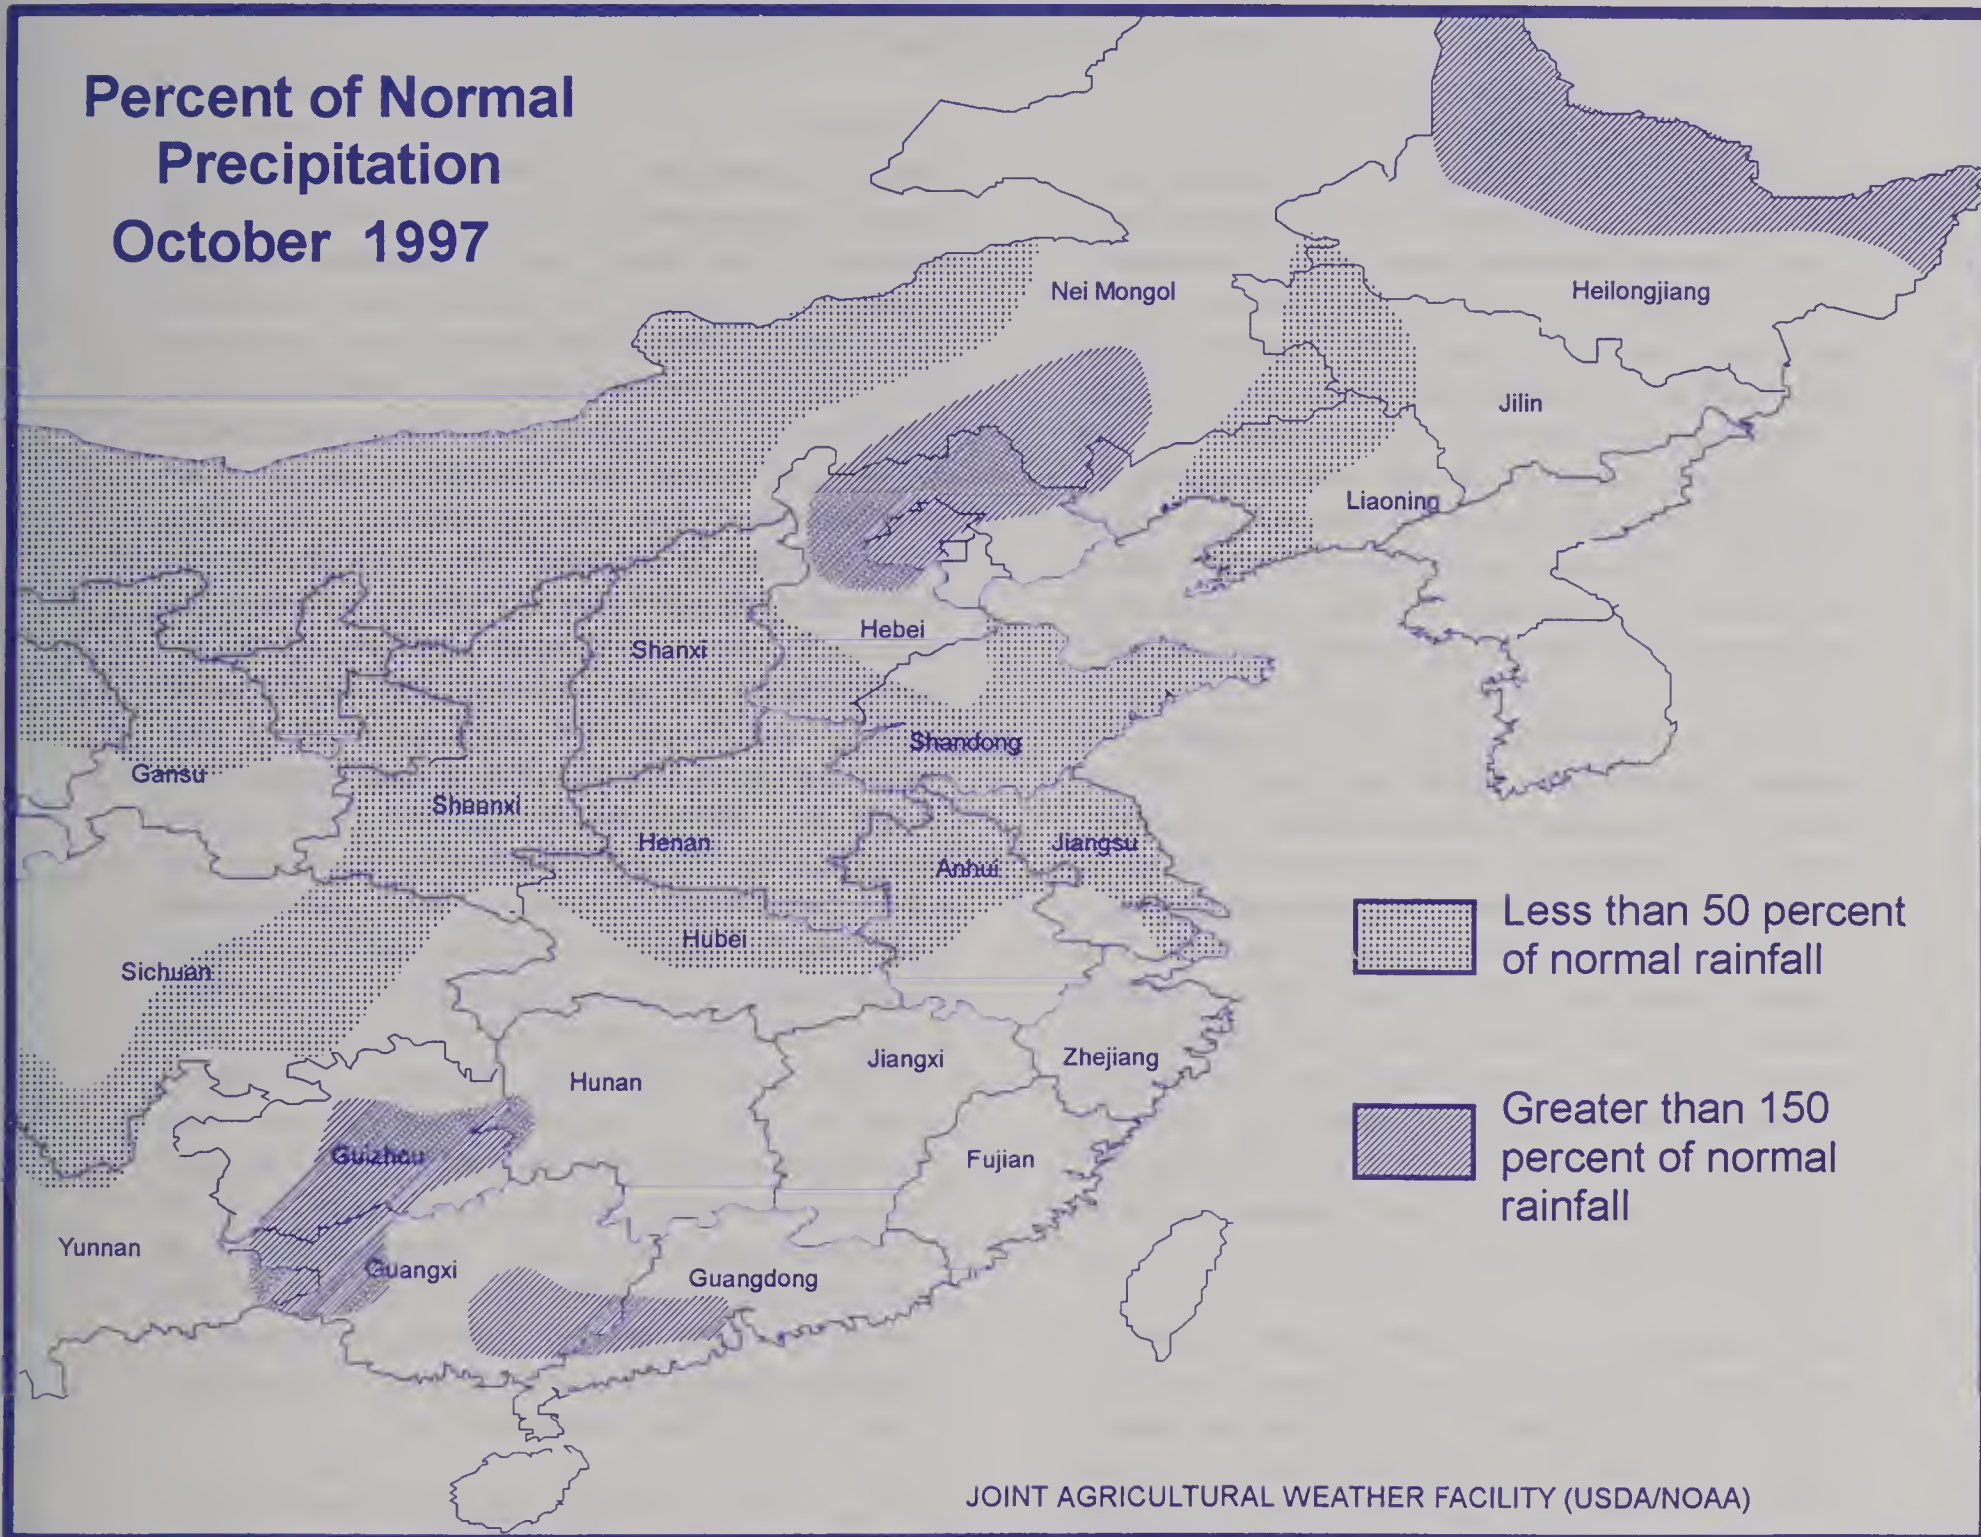 Percent of Normal
Precipitation
October 1997
Nei Mongol
Heilongjiang
Jilin
Liaoning
Hebei
Shanxi
Shandong
Gansu
Shaanxi
Henan
Jiangsu
Anhui
Hubei
Sichuan
Jiangxi
Zhejiang
Hunan
Guizhou
Fujian
Yunnan
Guangxi
Guangdong
Less than 50 percent
of normal rainfall
Greater than 150
percent of normal
rainfall
JOINT AGRICULTURAL WEATHER FACILITY (USDA/NOAA)